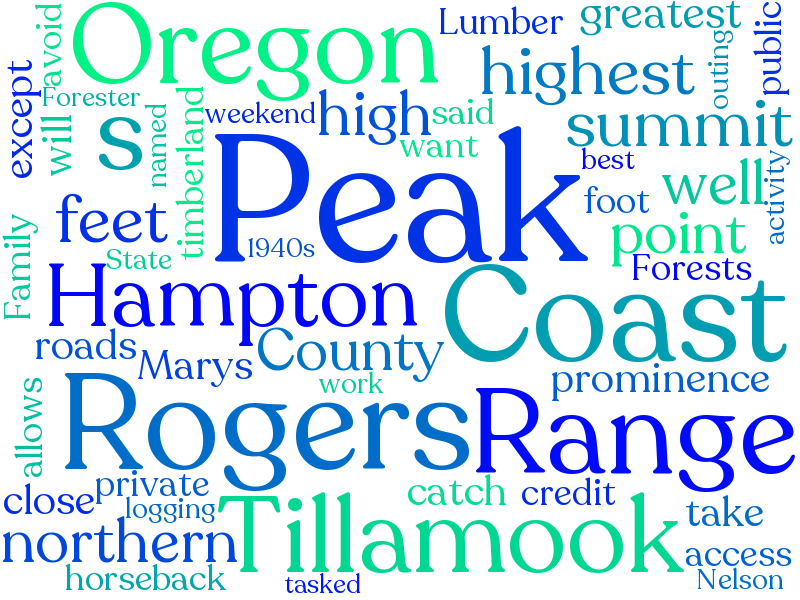 Oregon
Lumber
greatest
public
avoid
outing
highest
except
Forester
weekend
high
said
summit
s
named
timberland
will
want
Peak
best
well
activity
foot
feet
1940s
point
State
Forests
Family
Hampton
Coast
roads
Marys
County
prominence
work
allows
Rogers
Range
private
close
logging
catch
credit
take
northern
Tillamook
access
horseback
tasked
Nelson